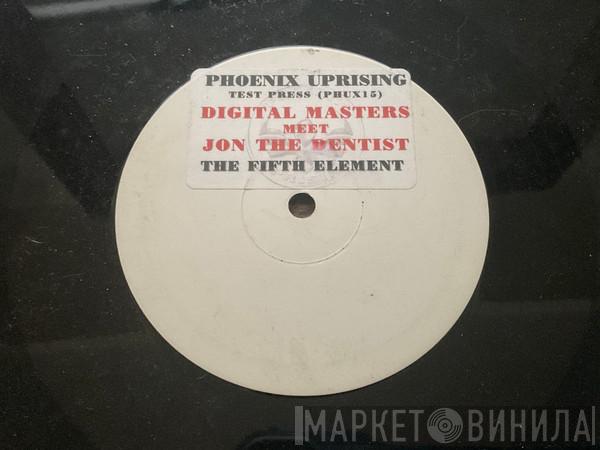 PHOENIX UPRISING
TEST PRESS (PHUX15)
DIGITAL MASTERS
MEET
JON THE DENTIST
THE FIFTH ELEMENT
МАРКЕТ ВИНИЛА